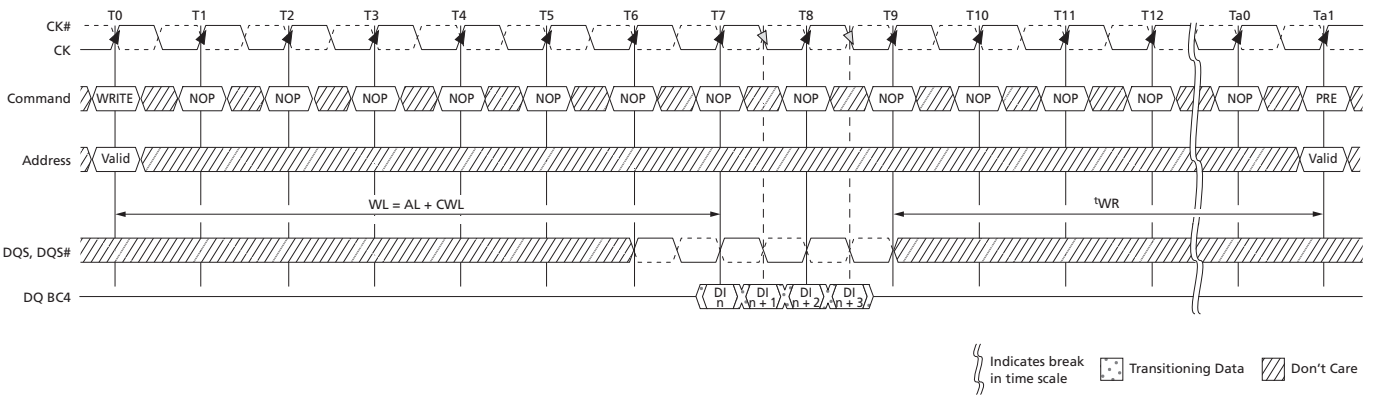 T0 T1 T2 T3 T4 T5 T6 T7 T8 T9 T10 T11 T12 Ta0 Ta1
CK#
CK
Command WRITE NOP NOP NOP NOP NOP NOP NOP NOP NOP NOP NOP NOP NOP PRE
Address Valid Valid
WL = AL + CWL tWR
DQS, DQS#
DQ BC4 DI n DI n + 1 DI n + 2 DI n + 3
Indicates break in time scale
Transitioning Data
Don't Care